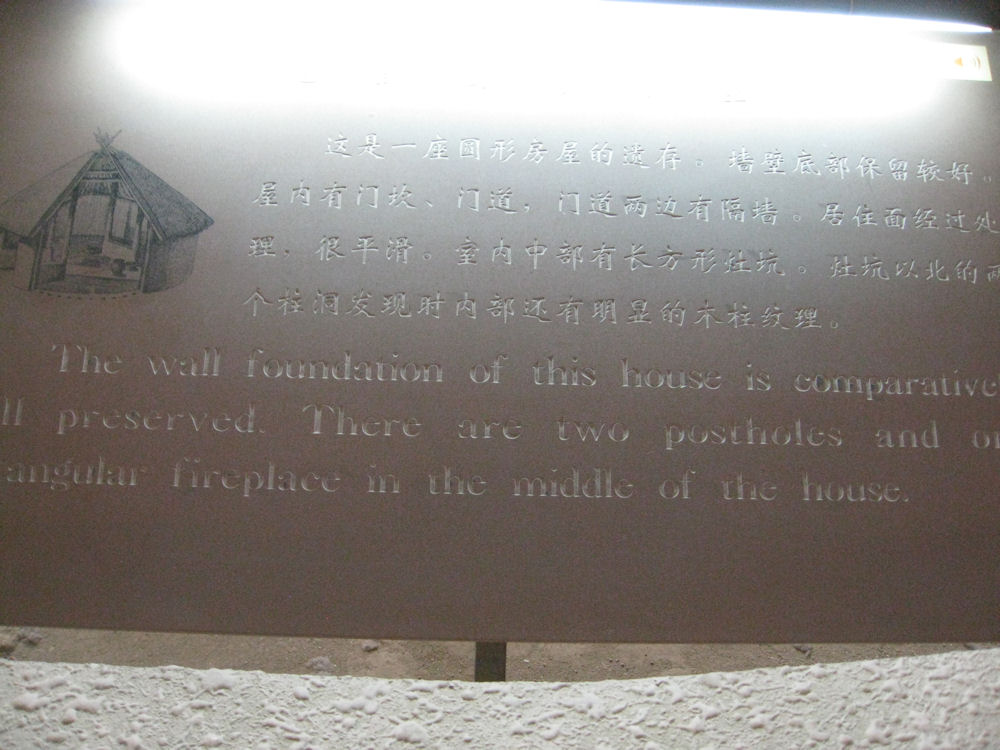 这是一座圆形房屋的遗存。墙壁底部保留较好。
屋内有门坎、门道，门道两边有隔墙。居住面经过处
理，很平滑。室内中部有长方形灶坑。灶坑以北的两
个柱洞发现时内部还有明显的木柱纹理。
The wall foundation of this house is comparative
ll preserved. There are two postholes and on
angular fireplace in the middle of the house.